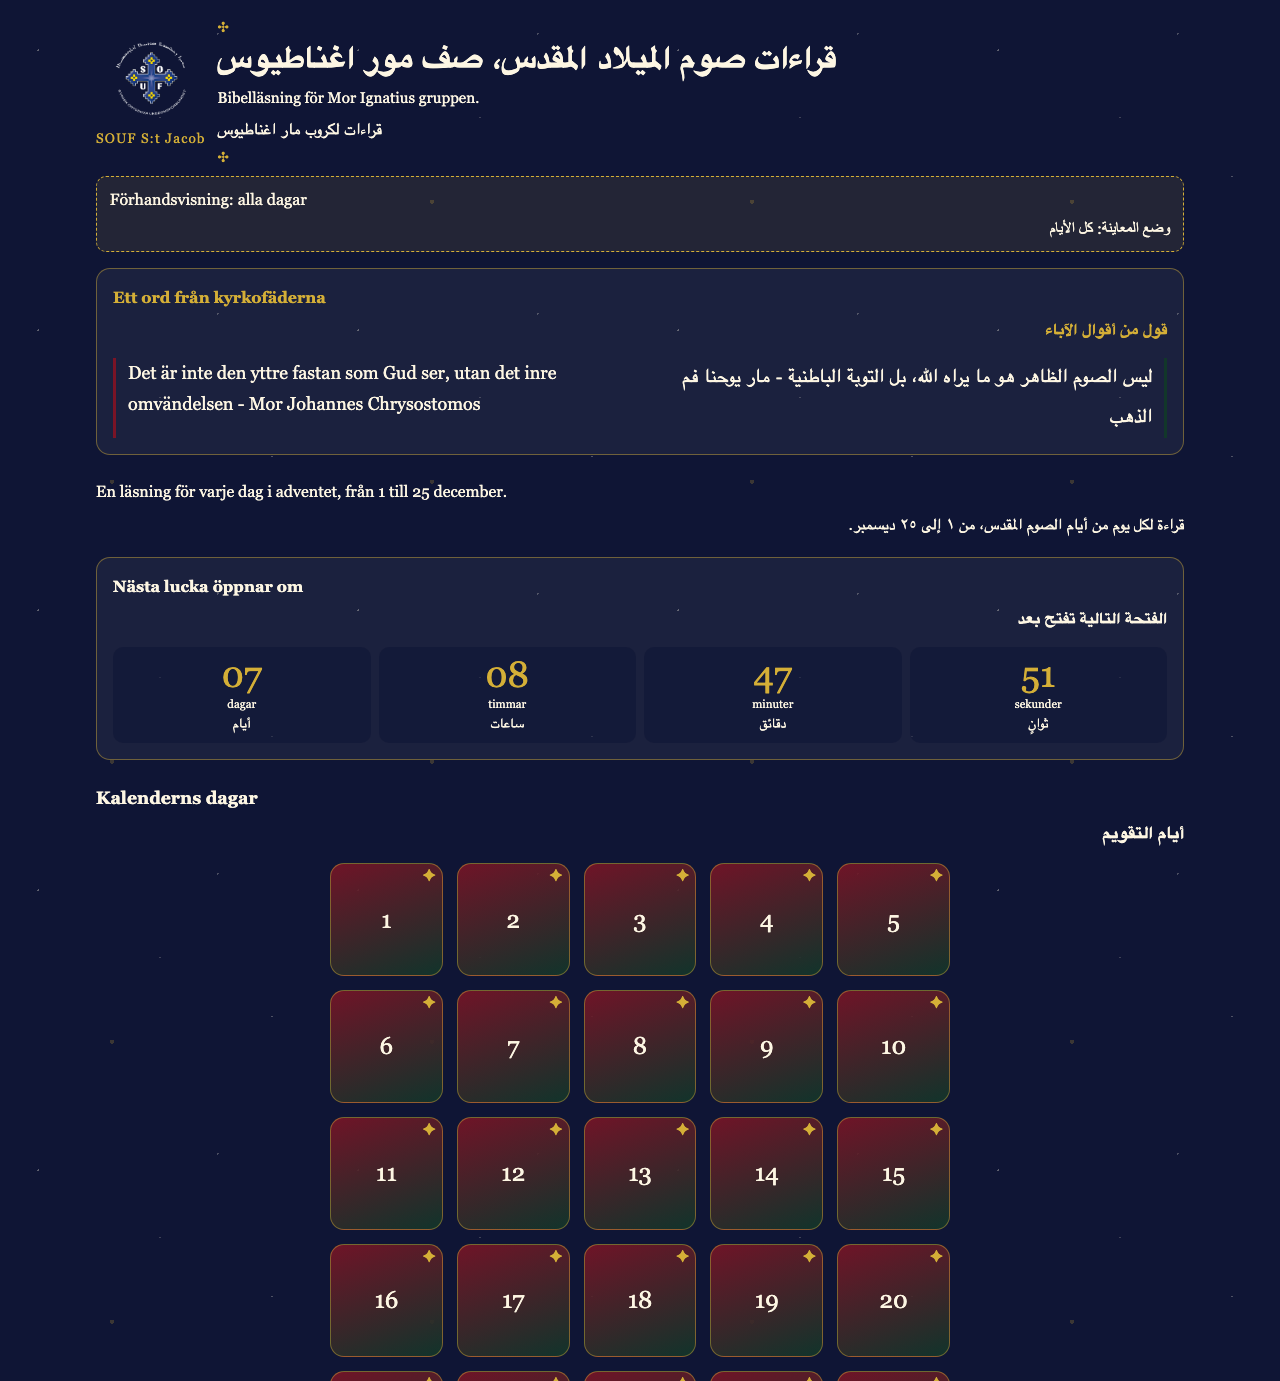 قراءات صوم الميلاد المقدس، صف مور اغناطيوس
Bibelläsning för Mor Ignatius gruppen.
قراءات لكروب مار اغناطيوس
S O
U F
SOUF S:t Jacob
Förhandsvisning: alla dagar
وضع المعاينة: كل الأيام
Ett ord från kyrkofäderna
قول من أقوال الآباء
Det är inte den yttre fastan som Gud ser, utan det inre
omvändelsen - Mor Johannes Chrysostomos
ليس الصوم الظاهر هو ما يراه الله، بل التوبة الباطنية - مار يوحنا فم
الذهب
En läsning för varje dag i adventet, från 1 till 25 december.
قراءة لكل يوم من أيام الصوم المقدس، من ١ إلى ٢٥ ديسمبر.
Nästa lucka öppnar om
الفتحة التالية تفتح بعد
07 08 47 51
dagar timmar minuter sekunder
أيام ساعات دقائق ثوانٍ
Kalenderns dagar
أيام التقويم
1 2 3 4 5
6 7 8 9 10
11 12 13 14 15
16 17 18 19 20